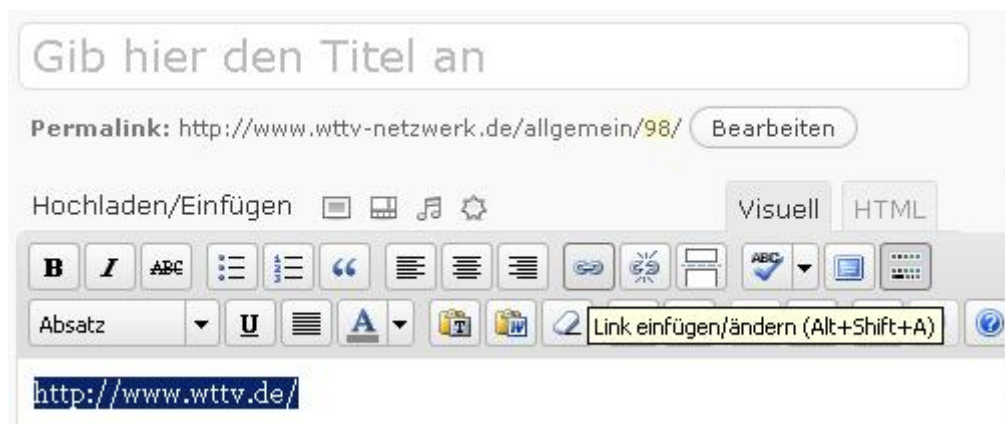 Gib hier den Titel an
Permalink: http://www.wttv-netzwerk.de/allgemein/98/ Bearbeiten
Hochladen/Einfügen Visuell HTML
B I ABC ABC
Absatz U A T W Link einfügen/ändern (Alt+Shift+A) ?
http://www.wttv.de/